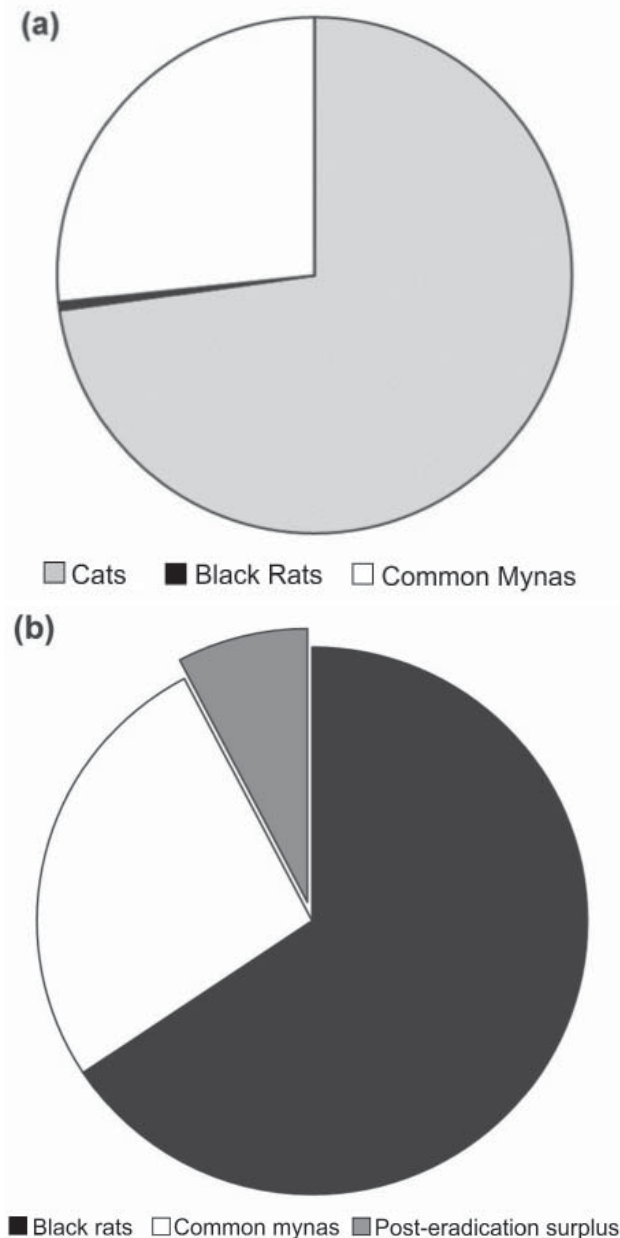 (a)
Cats Black Rats Common Mynas
(b)
Black rats Common mynas Post-eradication surplus